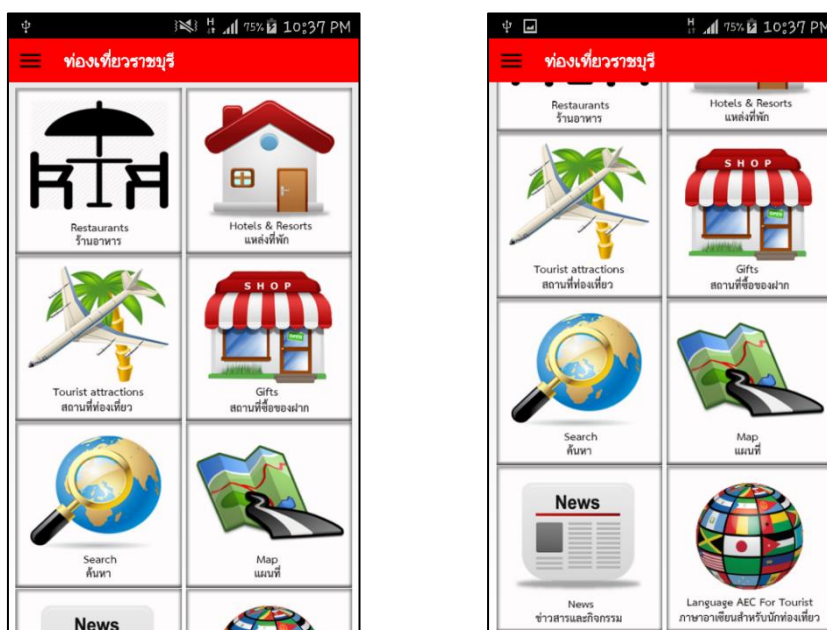 75% 10:37 PM
ท่องเที่ยวราชบุรี
Restaurants
ร้านอาหาร
Hotels & Resorts
แหล่งที่พัก
Tourist attractions
สถานที่ท่องเที่ยว
SHOP
OPEN
Gifts
สถานที่ซื้อของฝาก
Search
ค้นหา
Map
แผนที่
News
75% 10:37 PM
ท่องเที่ยวราชบุรี
Restaurants
ร้านอาหาร
Hotels & Resorts
แหล่งที่พัก
Tourist attractions
สถานที่ท่องเที่ยว
SHOP
OPEN
Gifts
สถานที่ซื้อของฝาก
Search
ค้นหา
Map
แผนที่
News
News
ข่าวสารและกิจกรรม
Language AEC For Tourist
ภาษาอาเซียนสำหรับนักท่องเที่ยว